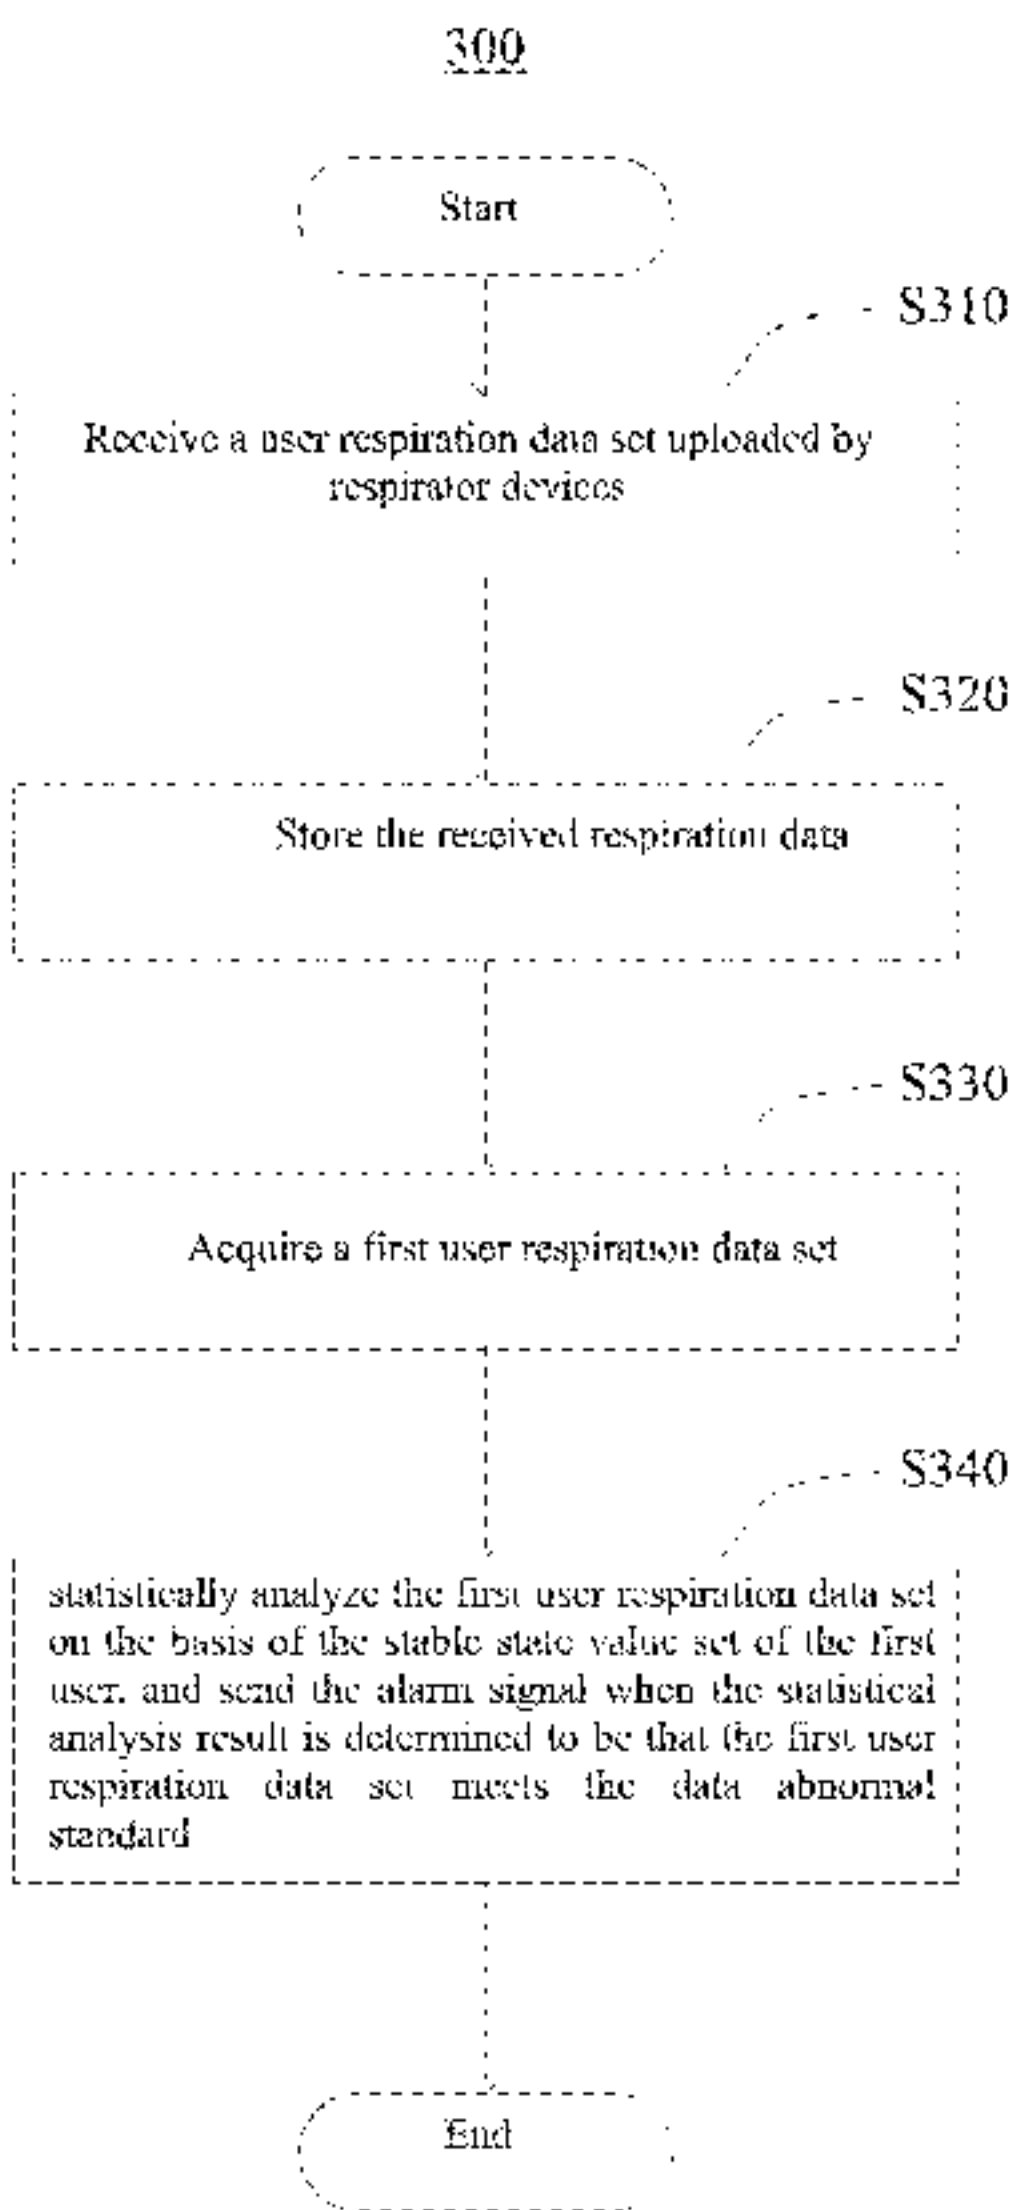 300
Start
S310
Receive a user respiration data set uploaded by
respirator devices
S320
Store the received respiration data
S330
Acquire a first user respiration data set
S340
statistically analyze the first user respiration data set
on the basis of the stable state value set of the first
user, and send the alarm signal when the statistical
analysis result is determined to be that the first user
respiration data set meets the data abnormal
standard
End